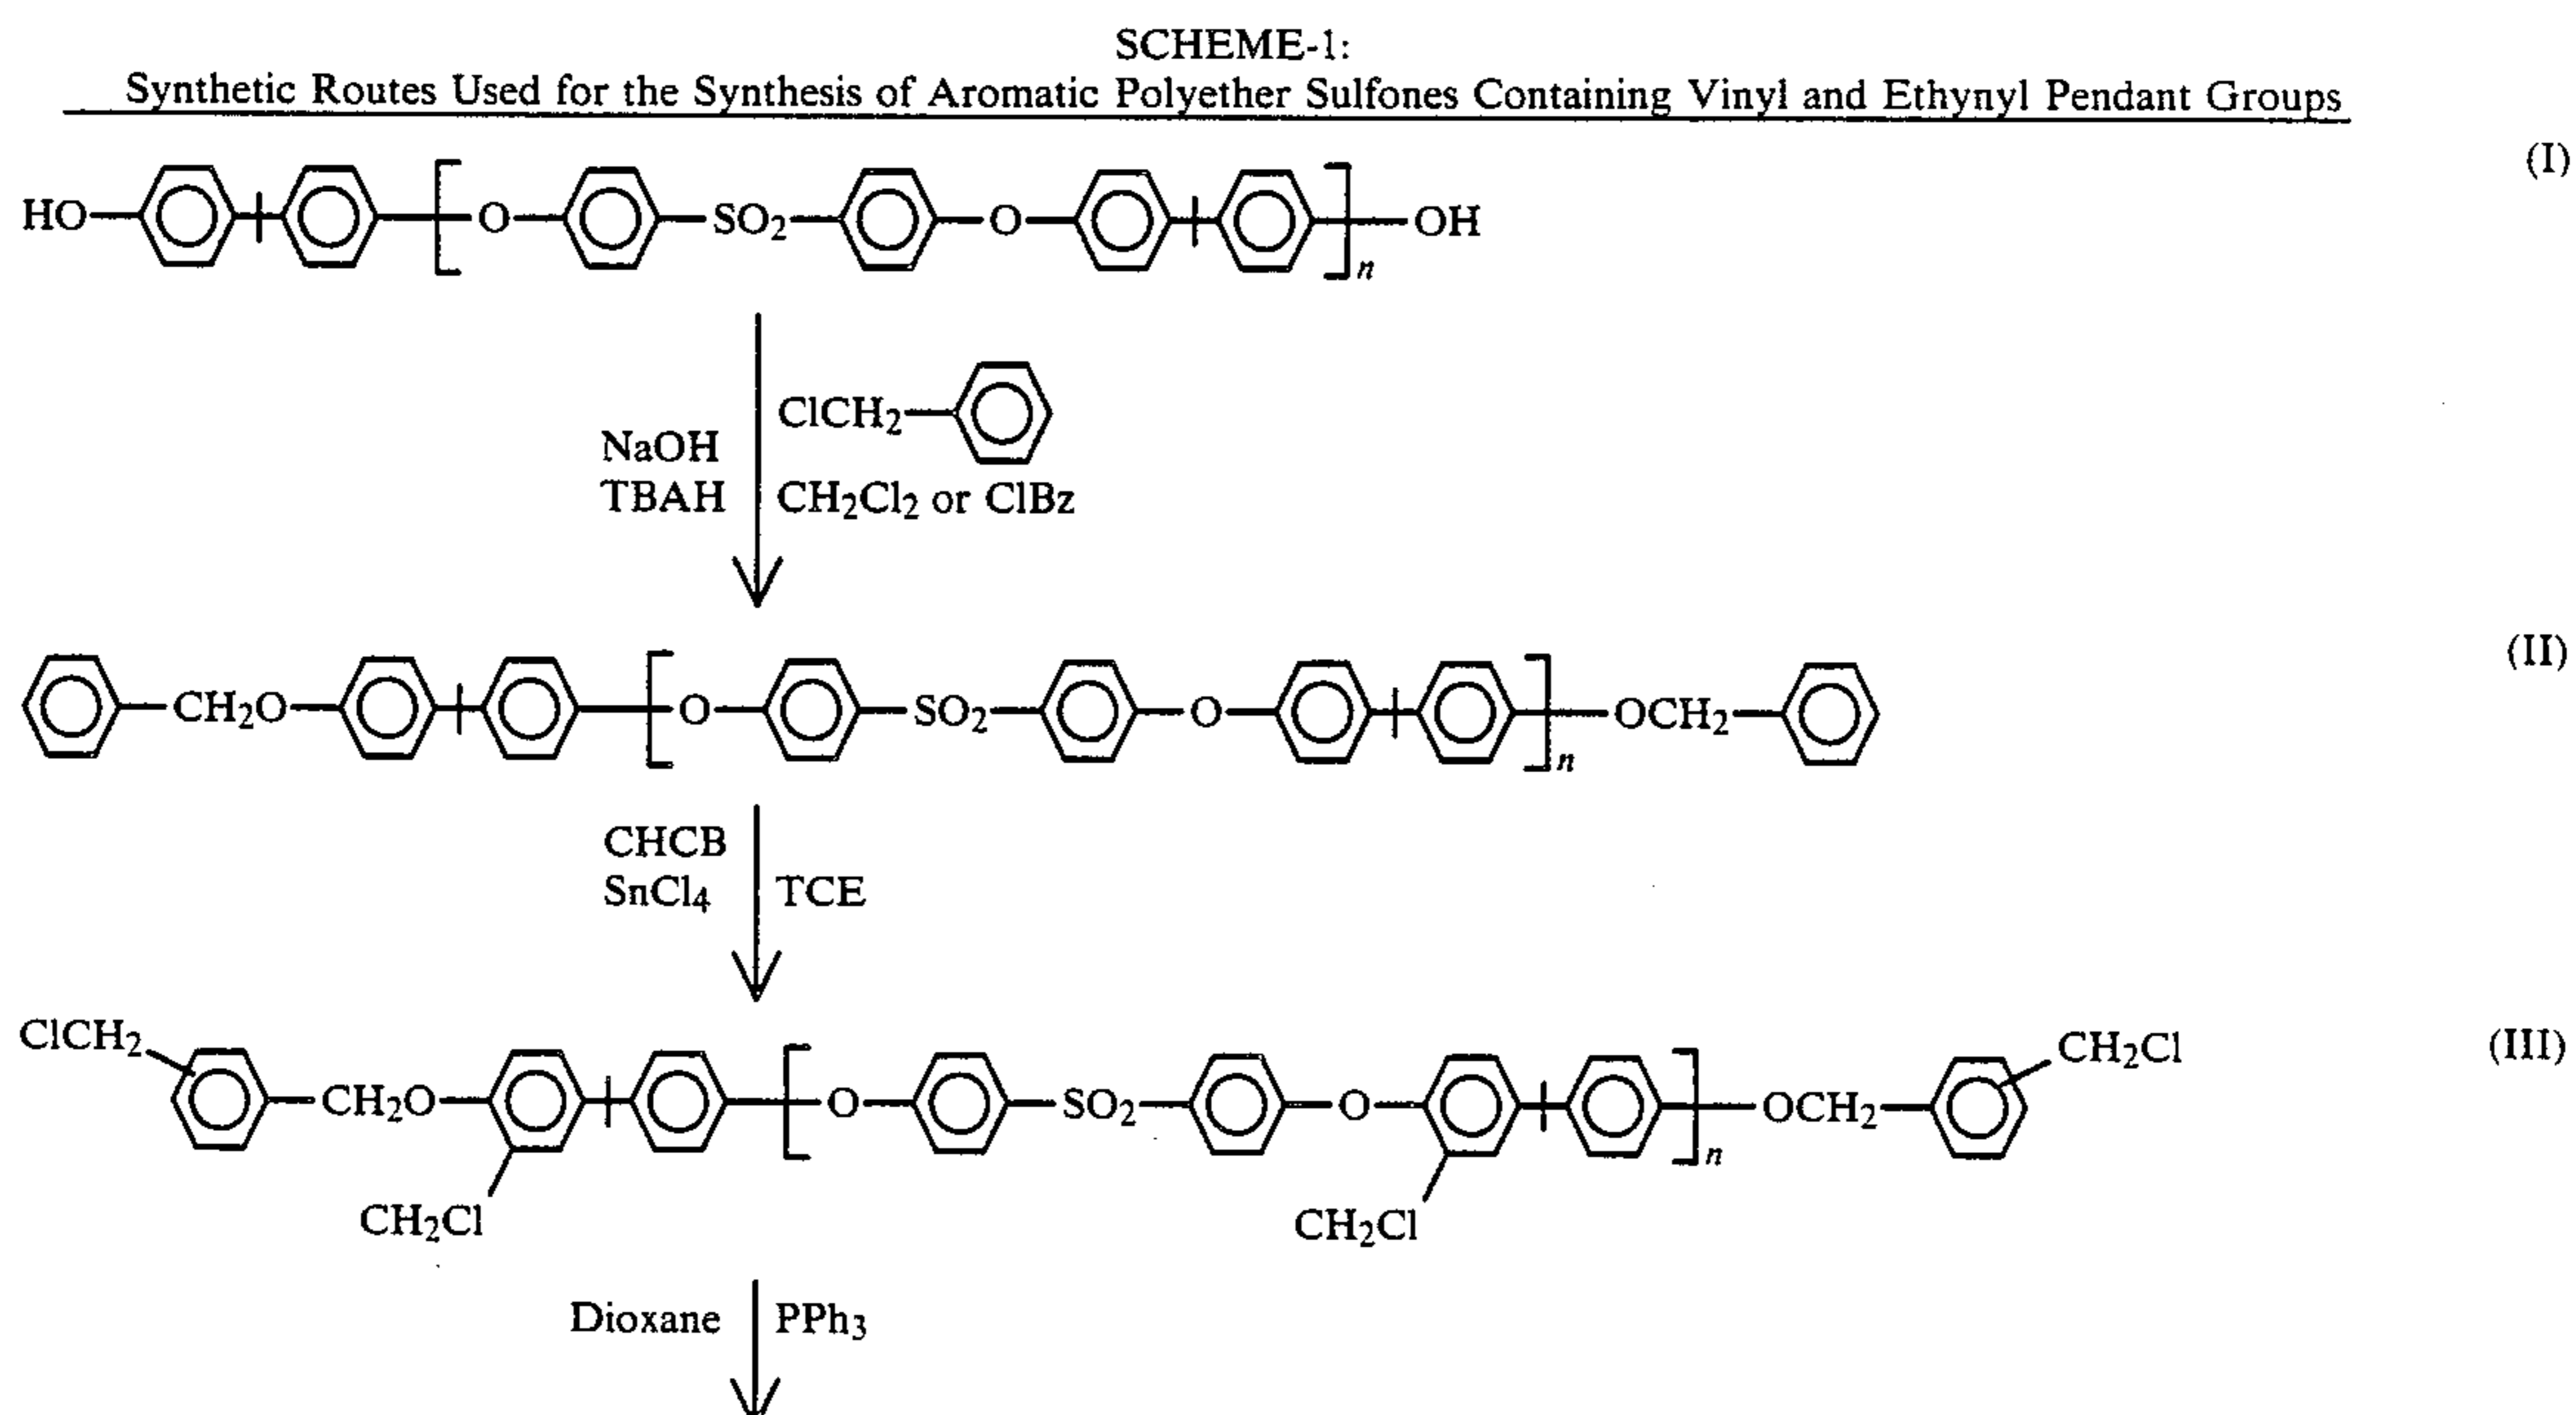 SCHEME-1:
Synthetic Routes Used for the Synthesis of Aromatic Polyether Sulfones Containing Vinyl and Ethynyl Pendant Groups
(I)
HO O SO2 O n OH
ClCH2
NaOH
TBAH CH2Cl2 or ClBz
(II)
CH2O O SO2 O n OCH2
CHCB
SnCl4 TCE
ClCH2 CH2Cl (III)
CH2O O SO2 O n OCH2
CH2Cl CH2Cl
Dioxane PPh3